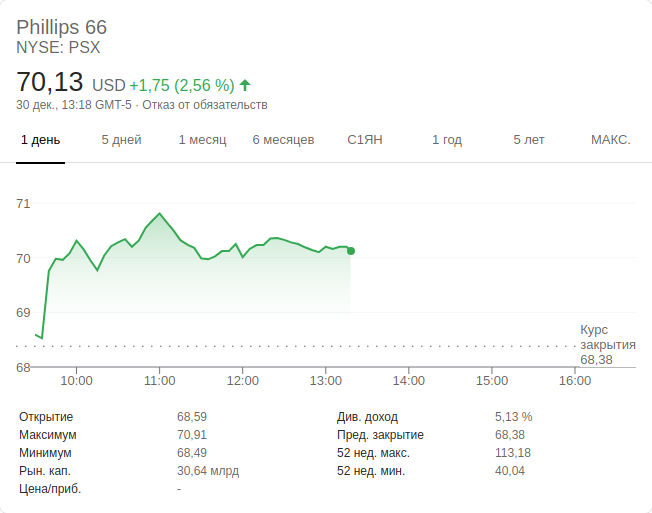 Phillips 66
NYSE: PSX
70,13 USD +1,75 (2,56 %)
30 дек., 13:18 GMT-5 · Отказ от обязательств
1 день 5 дней 1 месяц 6 месяцев С1ЯН 1 год 5 лет МАКС.
71
70
69
68
Курс
закрытия
68,38
10:00 11:00 12:00 13:00 14:00 15:00 16:00
Открытие 68,59 Див. доход 5,13 %
Максимум 70,91 Пред. закрытие 68,38
Минимум 68,49 52 нед. макс. 113,18
Рын. кап. 30,64 млрд 52 нед. мин. 40,04
Цена/приб. -